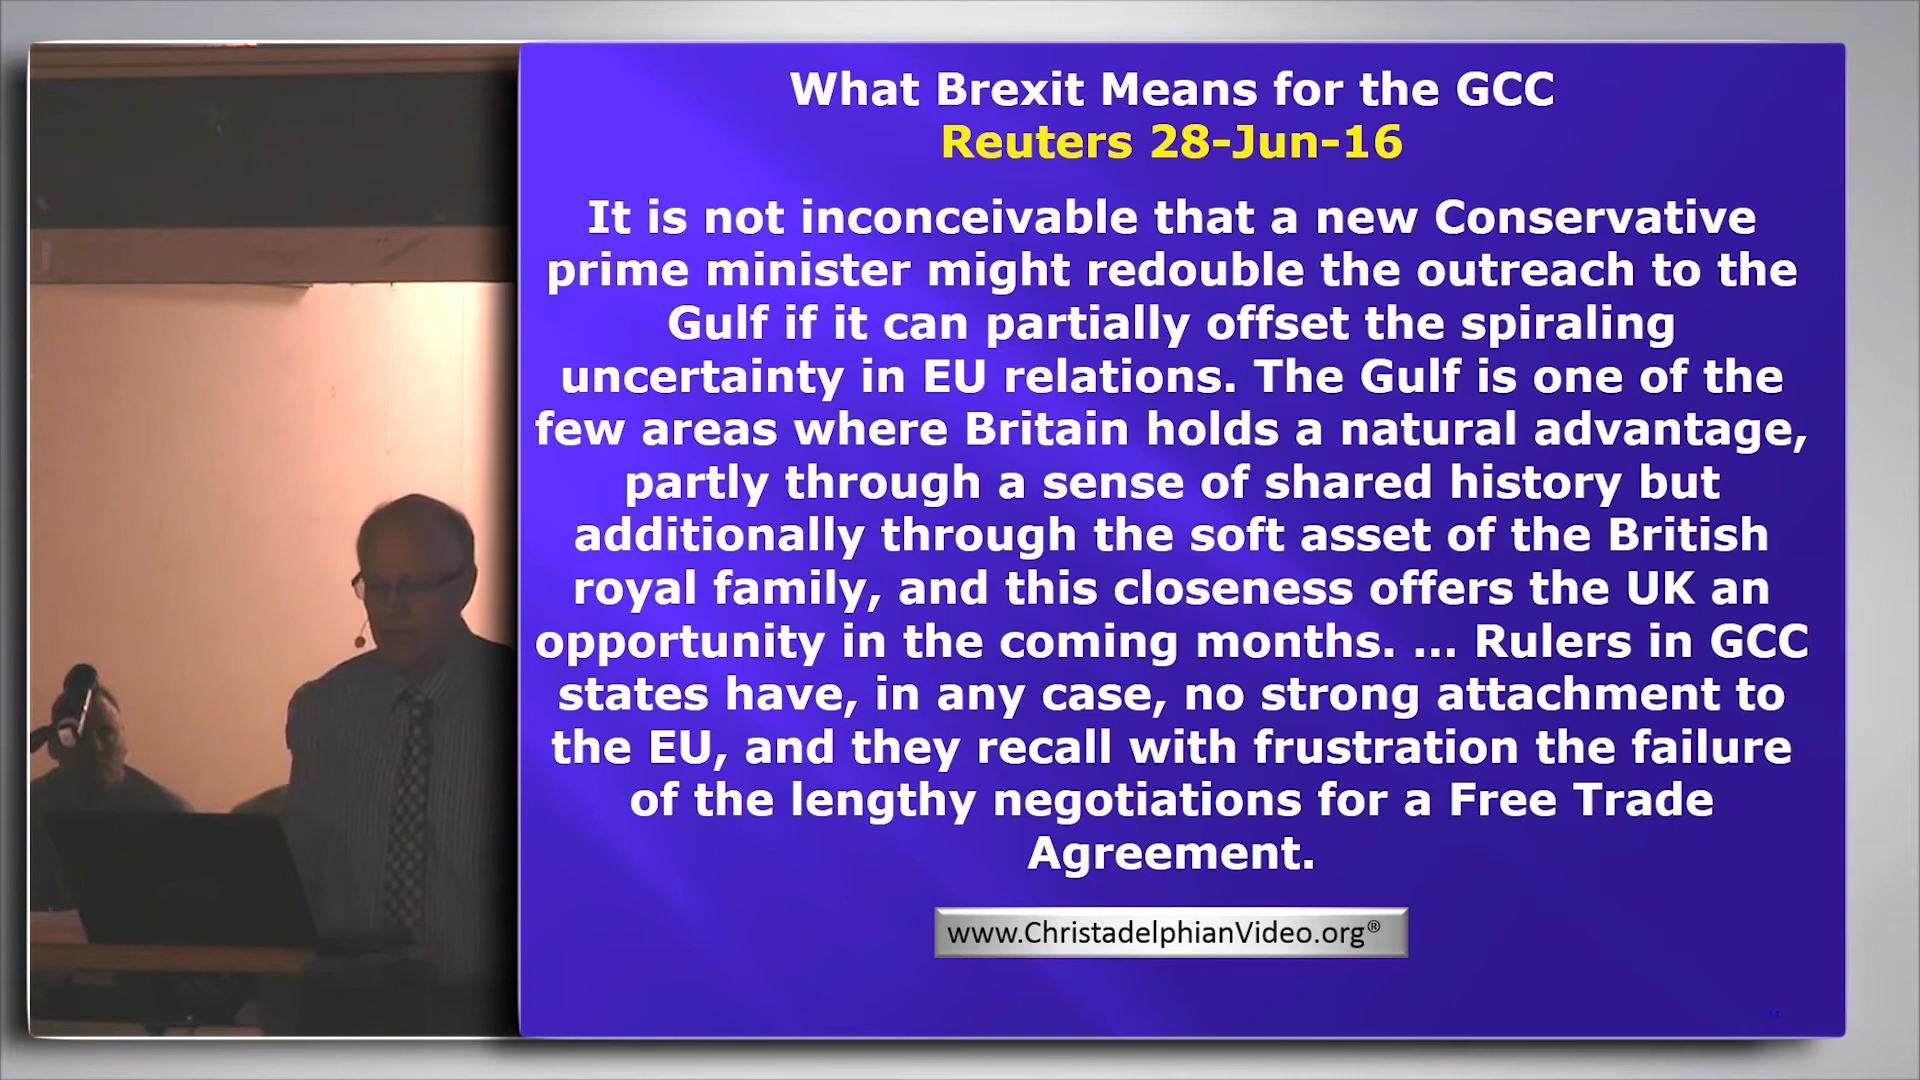 What Brexit Means for the GCC
Reuters 28-Jun-16
It is not inconceivable that a new Conservative
prime minister might redouble the outreach to the
Gulf if it can partially offset the spiraling
uncertainty in EU relations. The Gulf is one of the
few areas where Britain holds a natural advantage,
partly through a sense of shared history but
additionally through the soft asset of the British
royal family, and this closeness offers the UK an
opportunity in the coming months. ... Rulers in GCC
states have, in any case, no strong attachment to
the EU, and they recall with frustration the failure
of the lengthy negotiations for a Free Trade
Agreement.
www.ChristadelphianVideo.org®